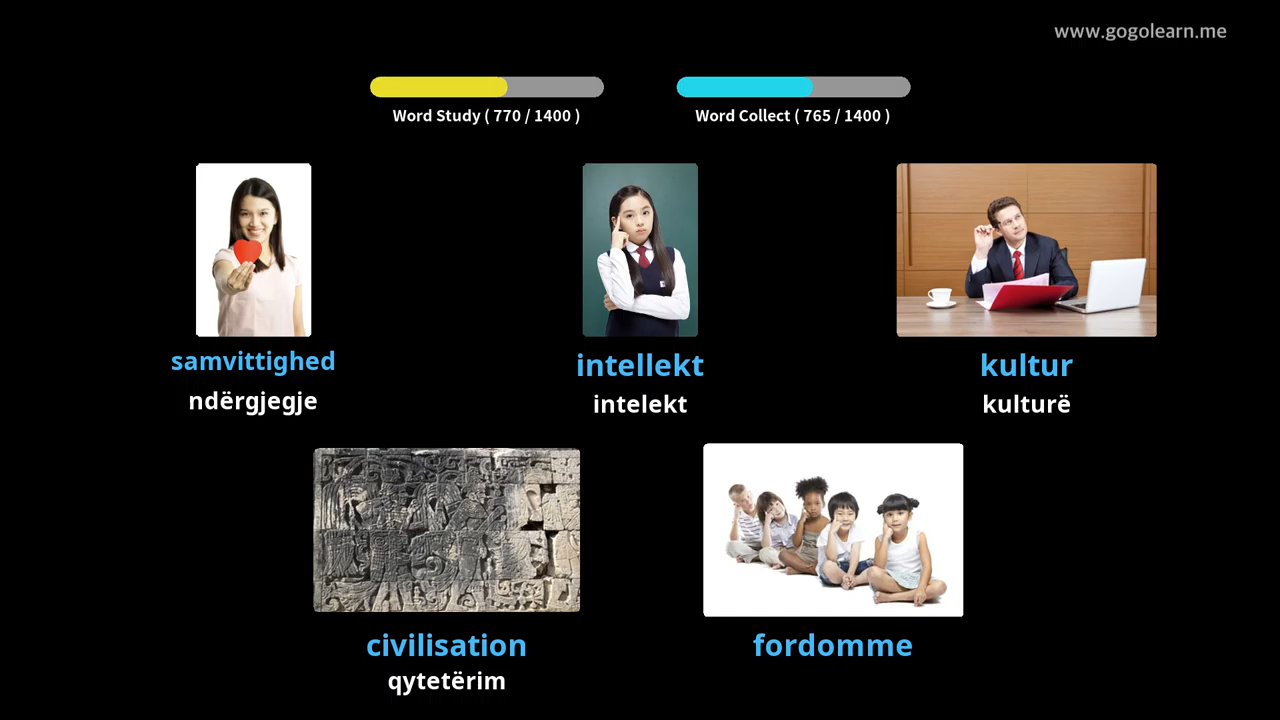 www.gogolearn.me
Word Study ( 770 / 1400 )
Word Collect ( 765 / 1400 )
samvittighed
ndërgjegje
intellekt
intelekt
kultur
kulturë
civilisation
qytetërim
fordomme